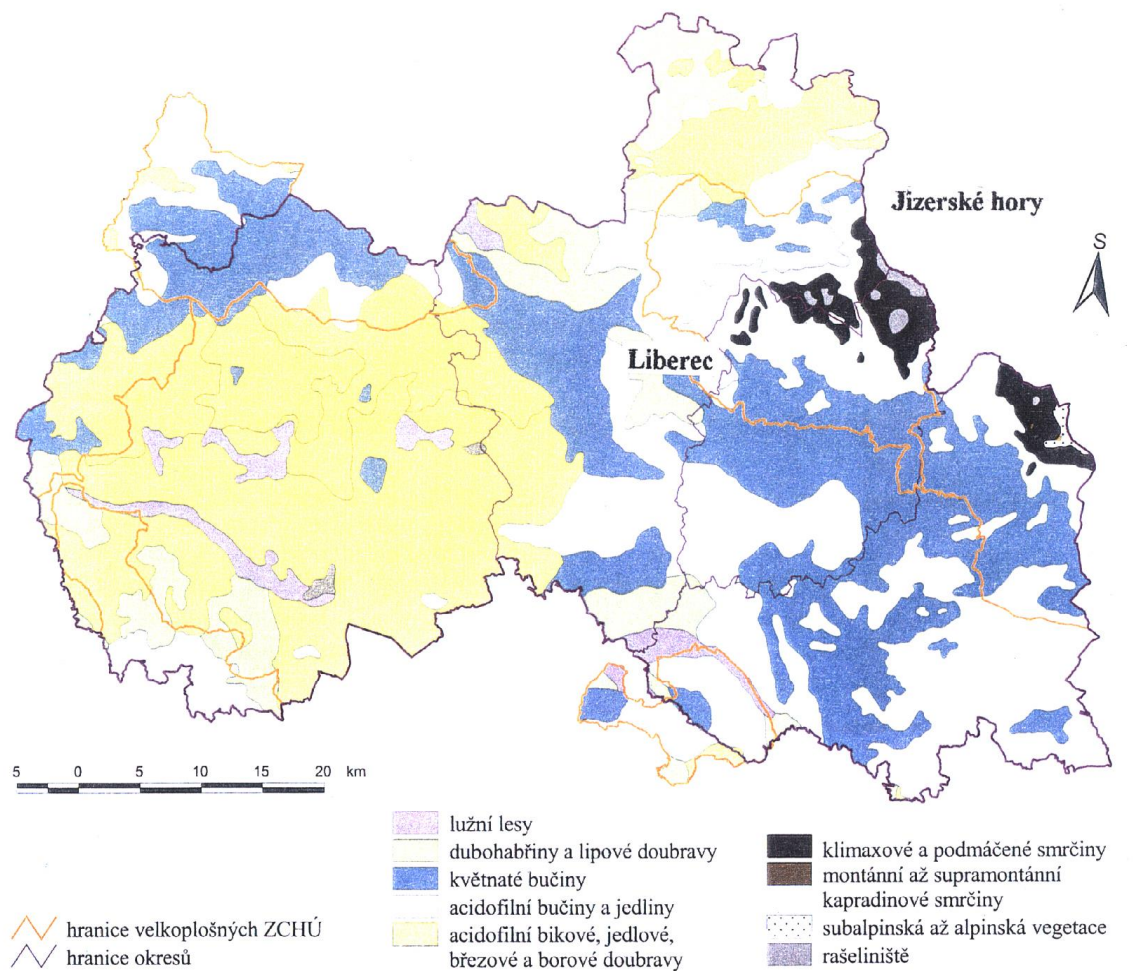 Jizerské hory
S
Liberec
5 0 5 10 15 20 km
lužní lesy
dubohabřiny a lipové doubravy
květnaté bučiny
acidofilní bučiny a jedliny
acidofilní bikové, jedlové,
březové a borové doubravy
klimaxové a podmáčené smrčiny
montánní až supramontánní
kapradinové smrčiny
subalpinská až alpinská vegetace
rašeliniště
hranice velkoplošných ZCHÚ
hranice okresů